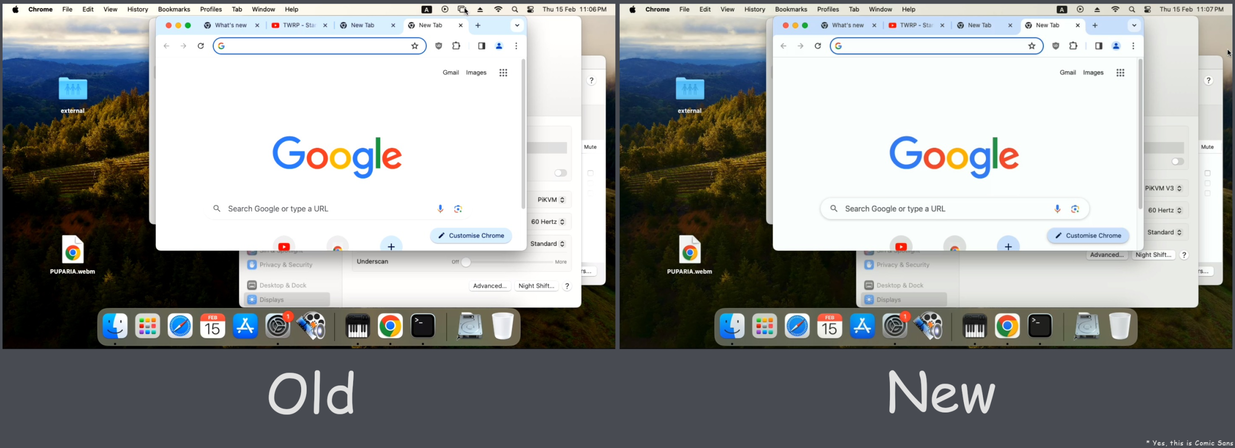 Chrome File Edit View History Bookmarks Profiles Tab Window Help A Thu 15 Feb 11:06 PM
What's new TWRP - Sta New Tab New Tab
G
Gmail Images
external
Google
Mute
Search Google or type a URL
PiKVM
60 Hertz
Customise Chrome
Standard
Privacy & Security
Underscan Off More
PUPARIA.webm
Desktop & Dock
Advanced... Night Shift... ?
Displays
FEB
15
1
Chrome File Edit View History Bookmarks Profiles Tab Window Help A Thu 15 Feb 11:07 PM
What's new TWRP - Sta New Tab New Tab
G
Gmail Images
external
Google
Mute
PiKVM V3
Search Google or type a URL
60 Hertz
Standard
Customise Chrome
Advanced... Night Shift... ?
Privacy & Security
PUPARIA.webm
Desktop & Dock
Displays
FEB
15
1
Old
New
* Yes, this is Comic Sans